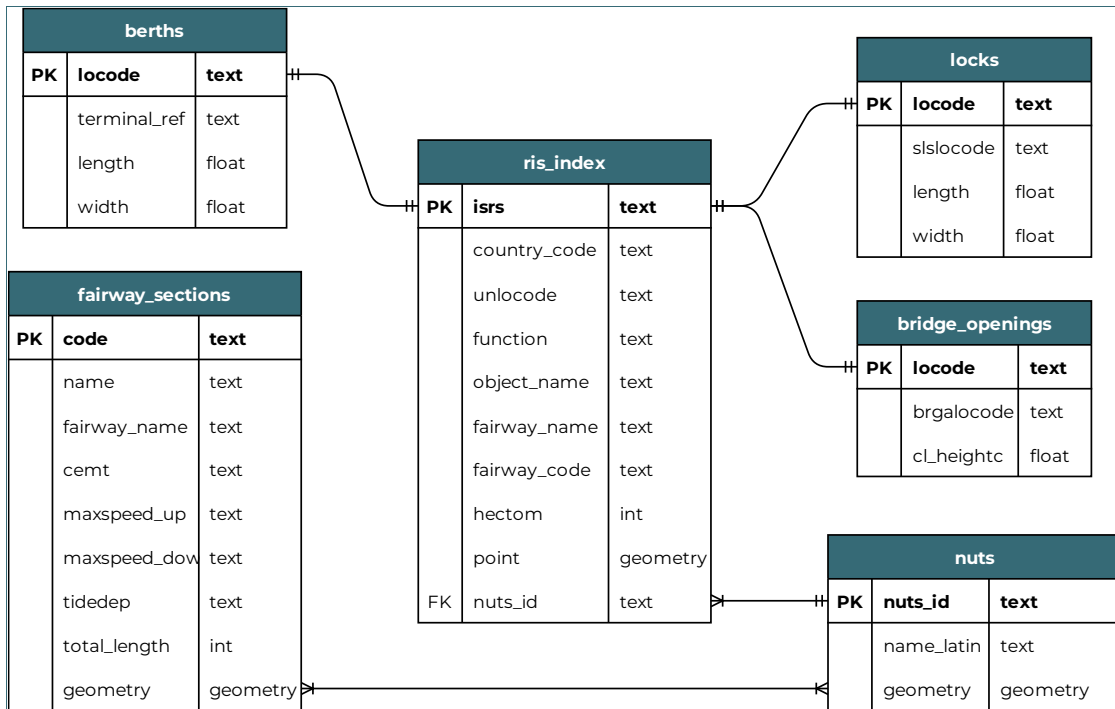 berths
PK locode text
terminal_ref text
length float
width float
fairway_sections
PK code text
name text
fairway_name text
cemt text
maxspeed_up text
maxspeed_dow text
tidedep text
total_length int
geometry geometry
ris_index
PK isrs text
country_code text
unlocode text
function text
object_name text
fairway_name text
fairway_code text
hectom int
point geometry
FK nuts_id text
locks
PK locode text
slslocode text
length float
width float
bridge_openings
PK locode text
brgalocode text
cl_heightc float
nuts
PK nuts_id text
name_latin text
geometry geometry